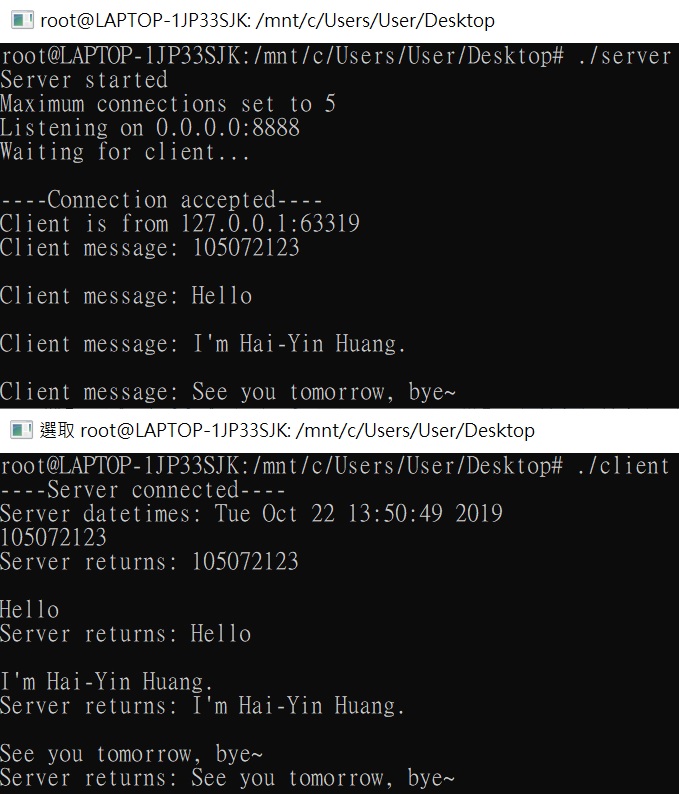 root@LAPTOP-1JP33SJK: /mnt/c/Users/User/Desktop
root@LAPTOP-1JP33SJK:/mnt/c/Users/User/Desktop# ./server
Server started
Maximum connections set to 5
Listening on 0.0.0.0:8888
Waiting for client...
----Connection accepted----
Client is from 127.0.0.1:63319
Client message: 105072123
Client message: Hello
Client message: I'm Hai-Yin Huang.
Client message: See you tomorrow, bye~
選取 root@LAPTOP-1JP33SJK: /mnt/c/Users/User/Desktop
root@LAPTOP-1JP33SJK:/mnt/c/Users/User/Desktop# ./client
----Server connected----
Server datetimes: Tue Oct 22 13:50:49 2019
105072123
Server returns: 105072123
Hello
Server returns: Hello
I'm Hai-Yin Huang.
Server returns: I'm Hai-Yin Huang.
See you tomorrow, bye~
Server returns: See you tomorrow, bye~